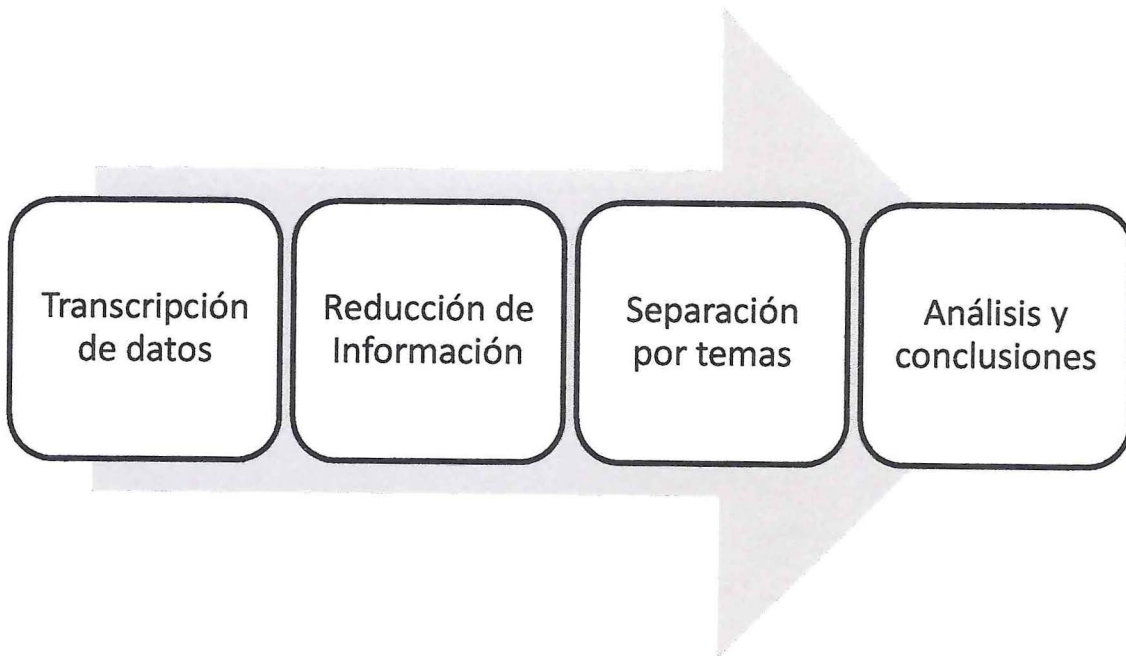 Transcripción
de datos
Reducción de
Información
Separación
por temas
Análisis y
conclusiones